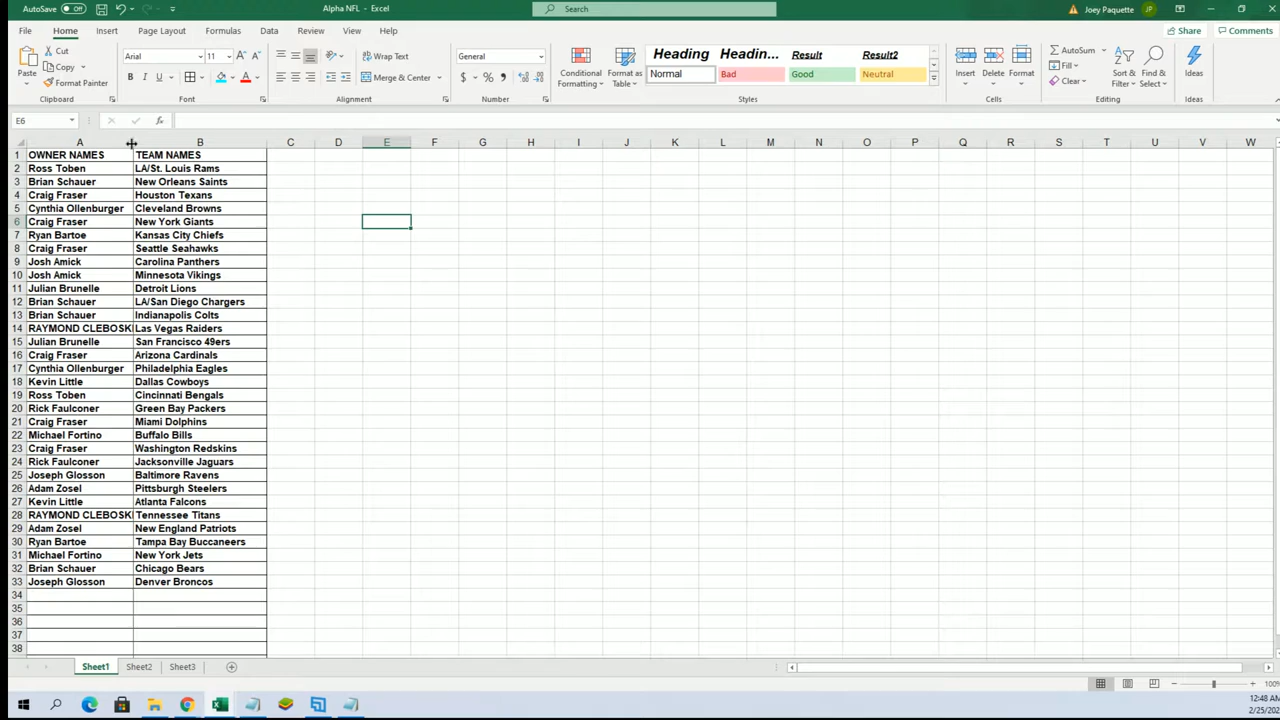 AutoSave Off Alpha NFL - Excel Search Joey Paquette JP
File Home Insert Page Layout Formulas Data Review View Help Share Comments
Paste Cut Copy Format Painter Clipboard
Arial 11 B I U A Font
Wrap Text Merge & Center Alignment
General $ % Number
Conditional Formatting Format as Table Heading Headin... Result Result2 Normal Bad Good Neutral Styles
Insert Delete Format Cells
AutoSum Fill Clear Sort & Filter Find & Select Editing
Ideas Ideas
E6 fx
A B C D E F G H I J K L M N O P Q R S T U V W
1 OWNER NAMES TEAM NAMES
2 Ross Toben LA/St. Louis Rams
3 Brian Schauer New Orleans Saints
4 Craig Fraser Houston Texans
5 Cynthia Ollenburger Cleveland Browns
6 Craig Fraser New York Giants
7 Ryan Bartoe Kansas City Chiefs
8 Craig Fraser Seattle Seahawks
9 Josh Amick Carolina Panthers
10 Josh Amick Minnesota Vikings
11 Julian Brunelle Detroit Lions
12 Brian Schauer LA/San Diego Chargers
13 Brian Schauer Indianapolis Colts
14 RAYMOND CLEBOSKI Las Vegas Raiders
15 Julian Brunelle San Francisco 49ers
16 Craig Fraser Arizona Cardinals
17 Cynthia Ollenburger Philadelphia Eagles
18 Kevin Little Dallas Cowboys
19 Ross Toben Cincinnati Bengals
20 Rick Faulconer Green Bay Packers
21 Craig Fraser Miami Dolphins
22 Michael Fortino Buffalo Bills
23 Craig Fraser Washington Redskins
24 Rick Faulconer Jacksonville Jaguars
25 Joseph Glosson Baltimore Ravens
26 Adam Zosel Pittsburgh Steelers
27 Kevin Little Atlanta Falcons
28 RAYMOND CLEBOSKI Tennessee Titans
29 Adam Zosel New England Patriots
30 Ryan Bartoe Tampa Bay Buccaneers
31 Michael Fortino New York Jets
32 Brian Schauer Chicago Bears
33 Joseph Glosson Denver Broncos
34
35
36
37
38
Sheet1 Sheet2 Sheet3
100%
12:48 AM
2/25/202